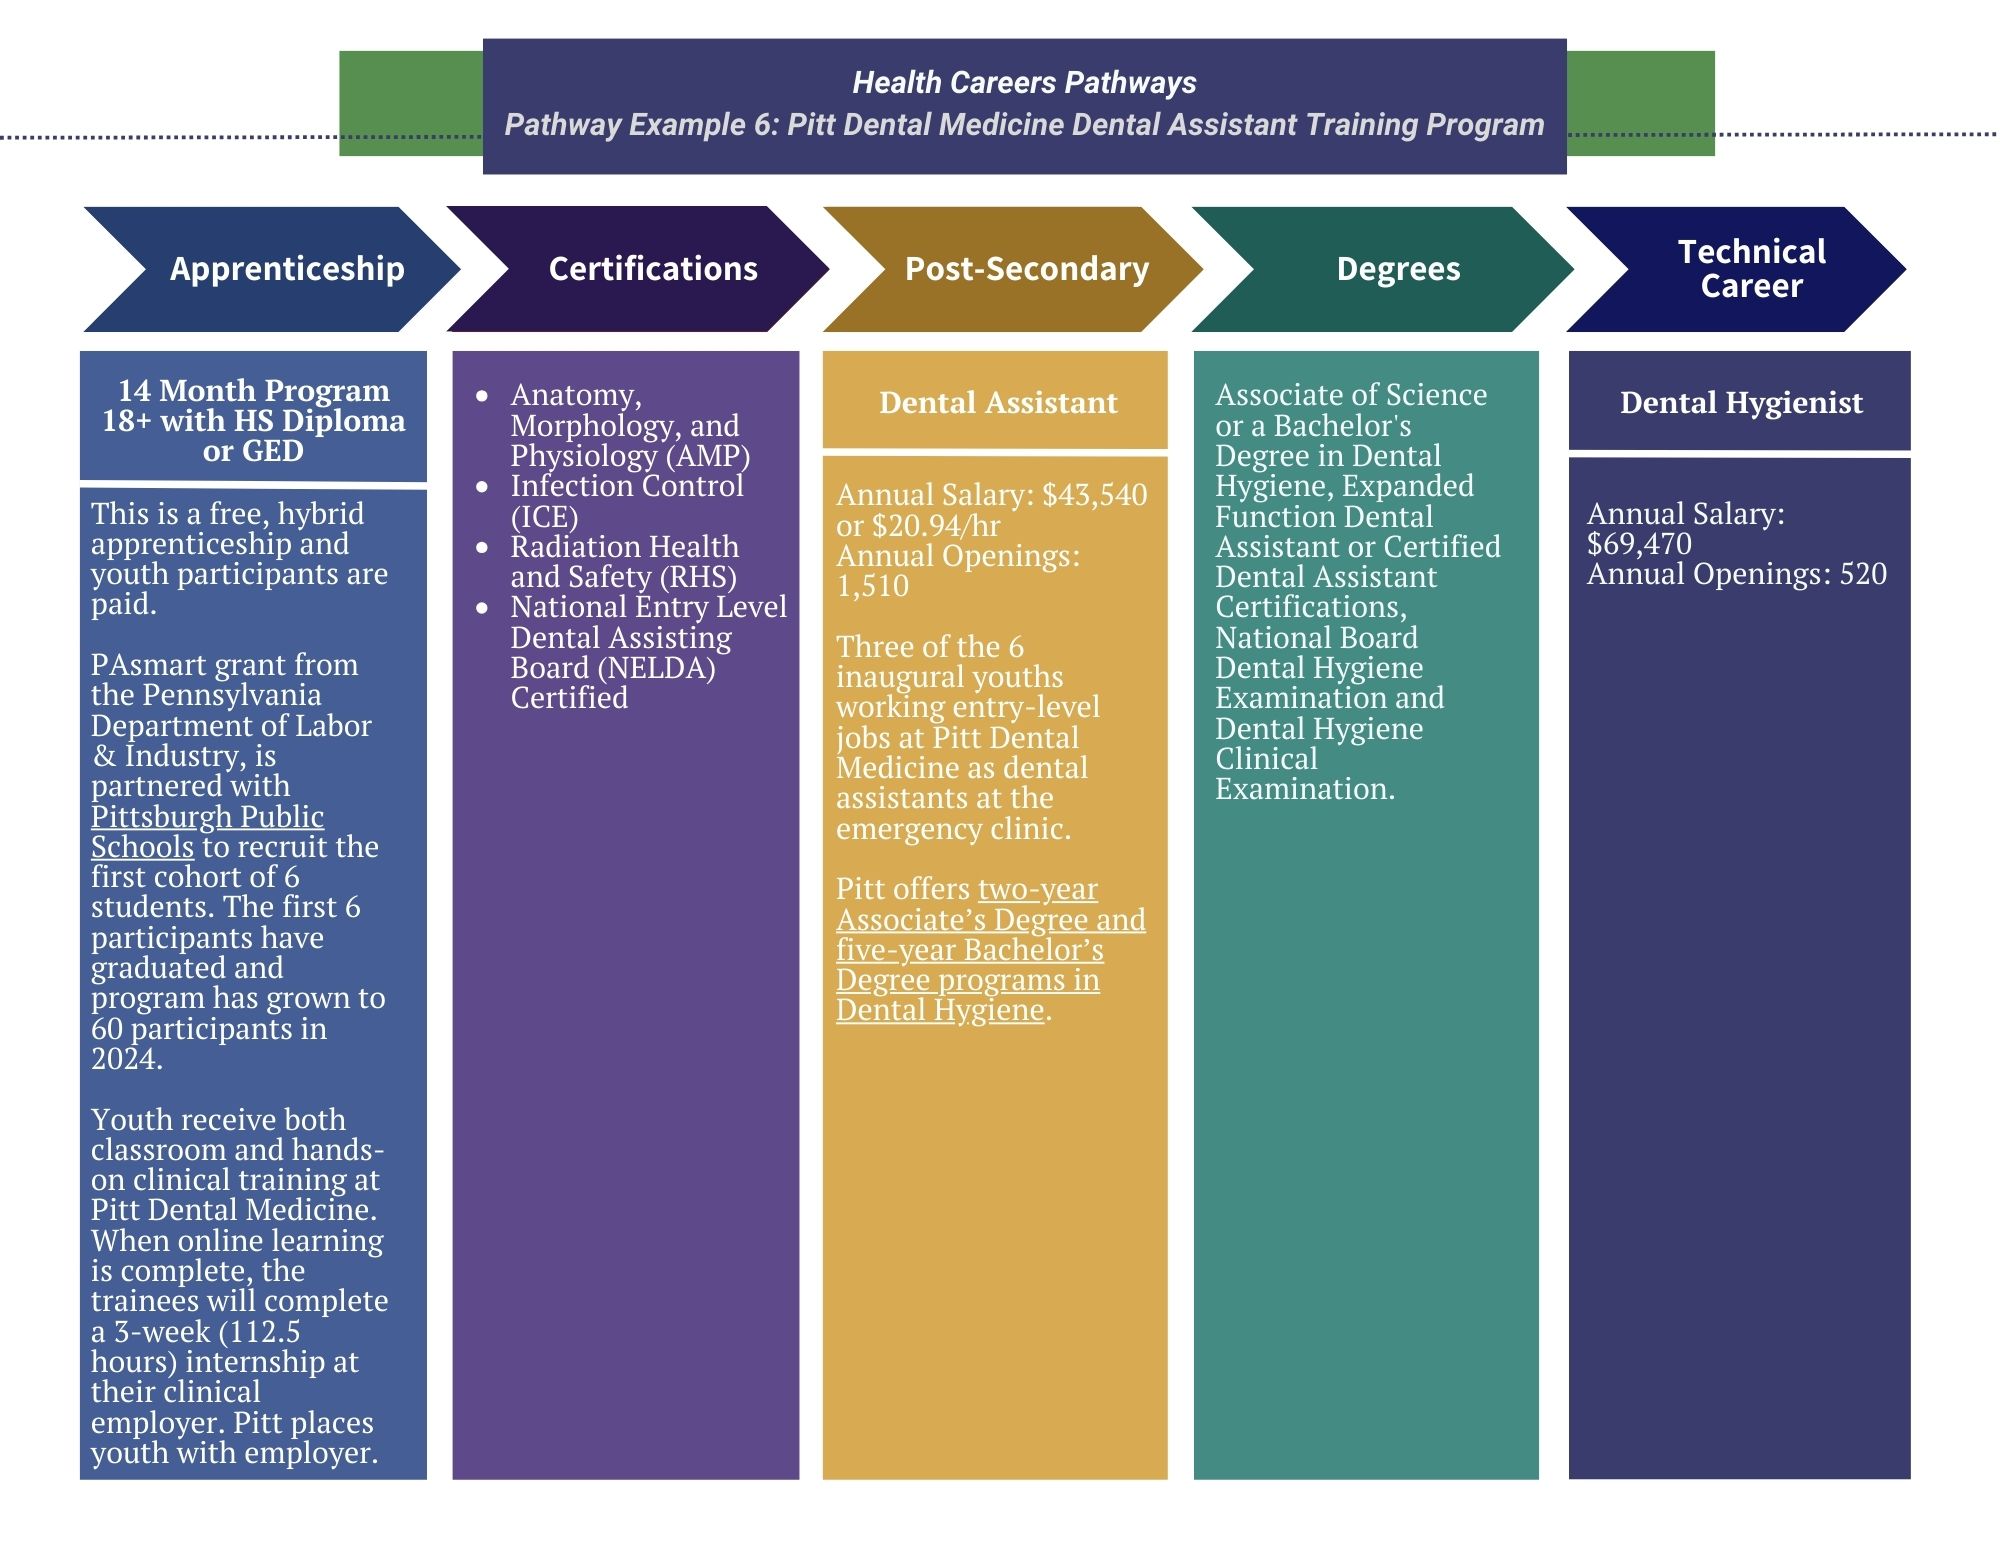 Health Careers Pathways
Pathway Example 6: Pitt Dental Medicine Dental Assistant Training Program
Apprenticeship
Certifications
Post-Secondary
Degrees
Technical
Career
14 Month Program
18+ with HS Diploma
or GED
This is a free, hybrid
apprenticeship and
youth participants are
paid.
PAsmart grant from
the Pennsylvania
Department of Labor
& Industry, is
partnered with
Pittsburgh Public
Schools to recruit the
first cohort of 6
students. The first 6
participants have
graduated and
program has grown to
60 participants in
2024.
Youth receive both
classroom and hands-
on clinical training at
Pitt Dental Medicine.
When online learning
is complete, the
trainees will complete
a 3-week (112.5
hours) internship at
their clinical
employer. Pitt places
youth with employer.
• Anatomy,
Morphology, and
Physiology (AMP)
• Infection Control
(ICE)
• Radiation Health
and Safety (RHS)
• National Entry Level
Dental Assisting
Board (NELDA)
Certified
Dental Assistant
Annual Salary: $43,540
or $20.94/hr
Annual Openings:
1,510
Three of the 6
inaugural youths
working entry-level
jobs at Pitt Dental
Medicine as dental
assistants at the
emergency clinic.
Pitt offers two-year
Associate’s Degree and
five-year Bachelor’s
Degree programs in
Dental Hygiene.
Associate of Science
or a Bachelor's
Degree in Dental
Hygiene, Expanded
Function Dental
Assistant or Certified
Dental Assistant
Certifications,
National Board
Dental Hygiene
Examination and
Dental Hygiene
Clinical
Examination.
Dental Hygienist
Annual Salary:
$69,470
Annual Openings: 520